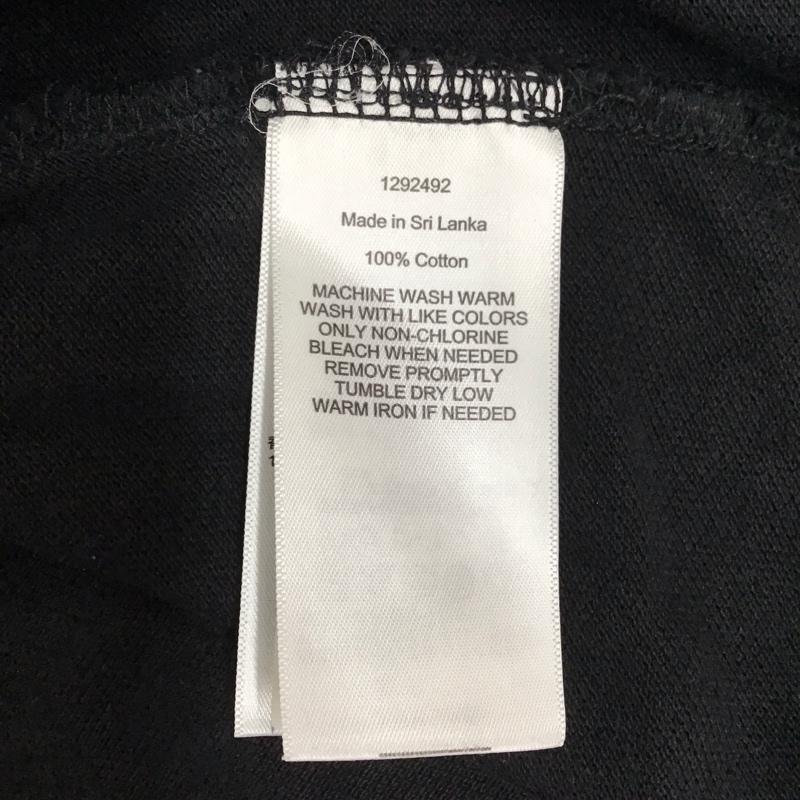 1292492
Made in Sri Lanka
100% Cotton
MACHINE WASH WARM
WASH WITH LIKE COLORS
ONLY NON-CHLORINE
BLEACH WHEN NEEDED
REMOVE PROMPTLY
TUMBLE DRY LOW
WARM IRON IF NEEDED